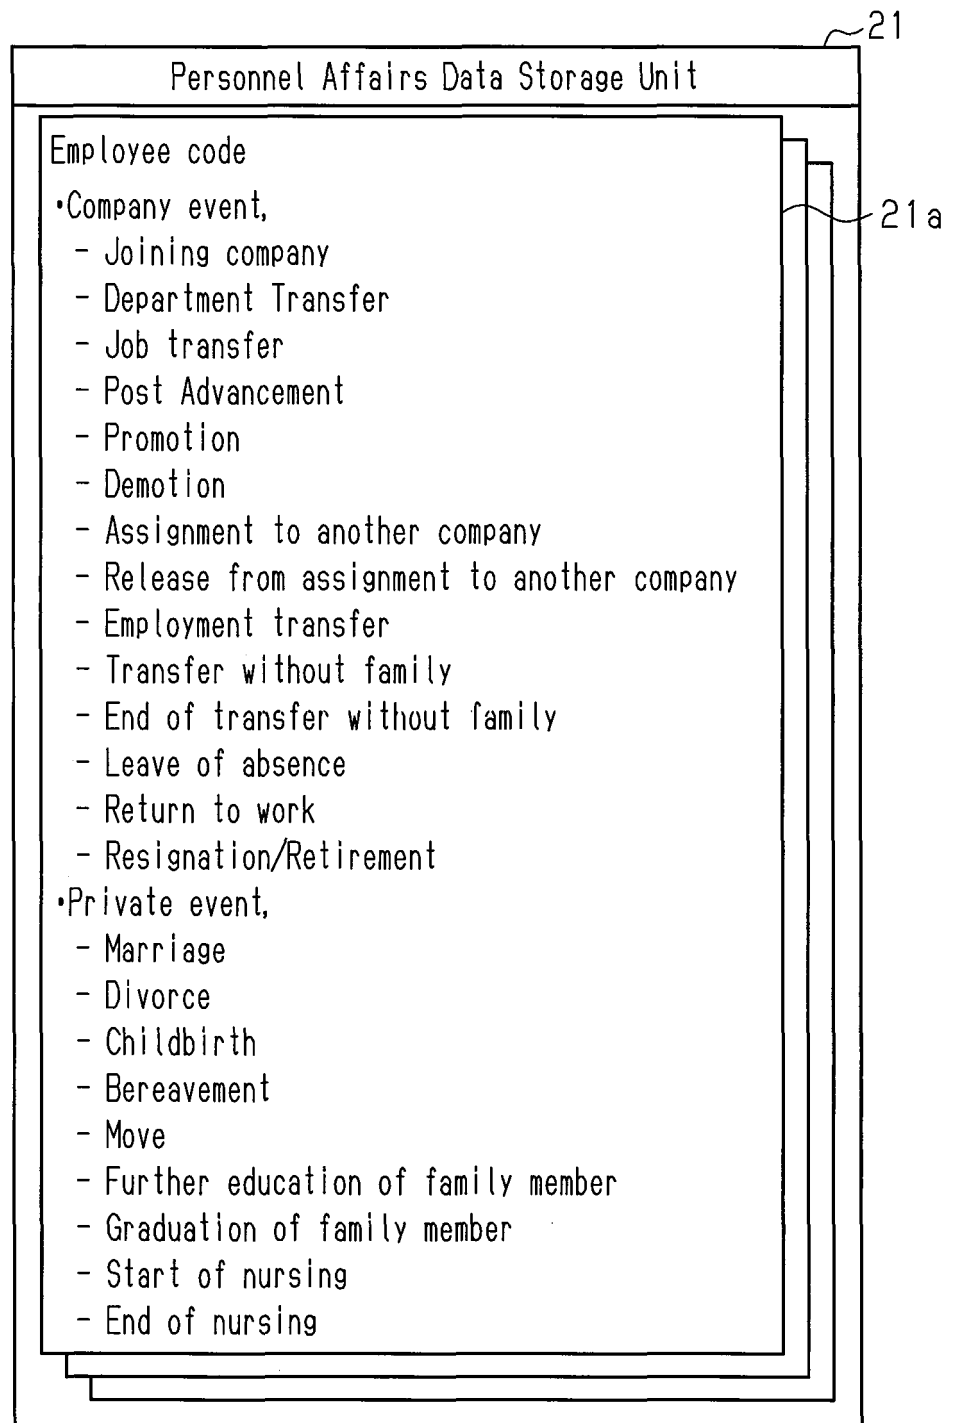 21
Personnel Affairs Data Storage Unit
Employee code
•Company event,
- Joining company
- Department Transfer
- Job transfer
- Post Advancement
- Promotion
- Demotion
- Assignment to another company
- Release from assignment to another company
- Employment transfer
- Transfer without family
- End of transfer without family
- Leave of absence
- Return to work
- Resignation/Retirement
•Private event,
- Marriage
- Divorce
- Childbirth
- Bereavement
- Move
- Further education of family member
- Graduation of family member
- Start of nursing
- End of nursing
21a